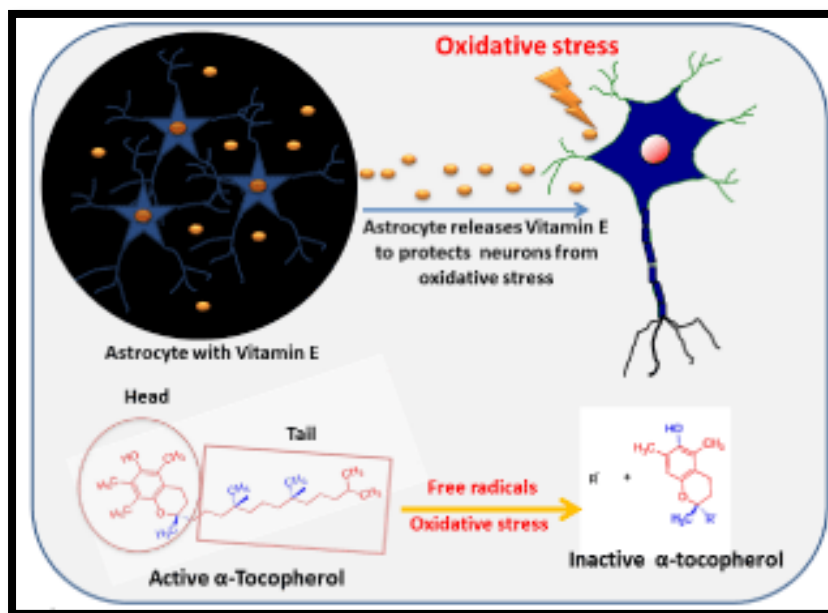 Oxidative stress
Astrocyte releases Vitamin E
to protects neurons from
oxidative stress
Astrocyte with Vitamin E
Head
Tail
HO
CH₃
H₃C
H₃C
O
H₃C
CH₃
CH₃
CH₃
CH₃
Free radicals
Oxidative stress
R˙ +
HO
H₃C
CH₃
O
H₃C
R˙
Active α-Tocopherol
Inactive α-tocopherol